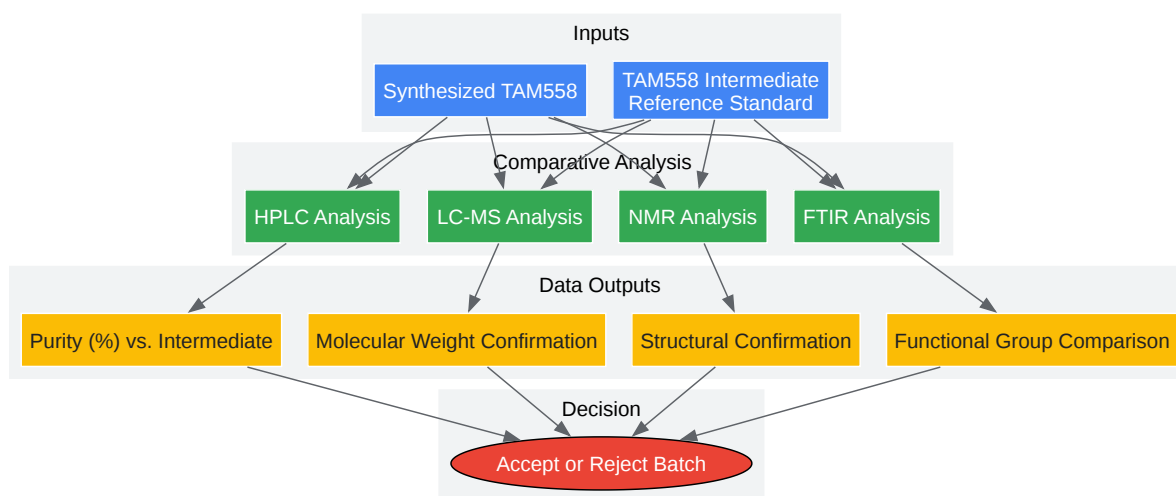 Inputs
Synthesized TAM558
TAM558 Intermediate
Reference Standard
Comparative Analysis
HPLC Analysis
LC-MS Analysis
NMR Analysis
FTIR Analysis
Data Outputs
Purity (%) vs. Intermediate
Molecular Weight Confirmation
Structural Confirmation
Functional Group Comparison
Decision
Accept or Reject Batch